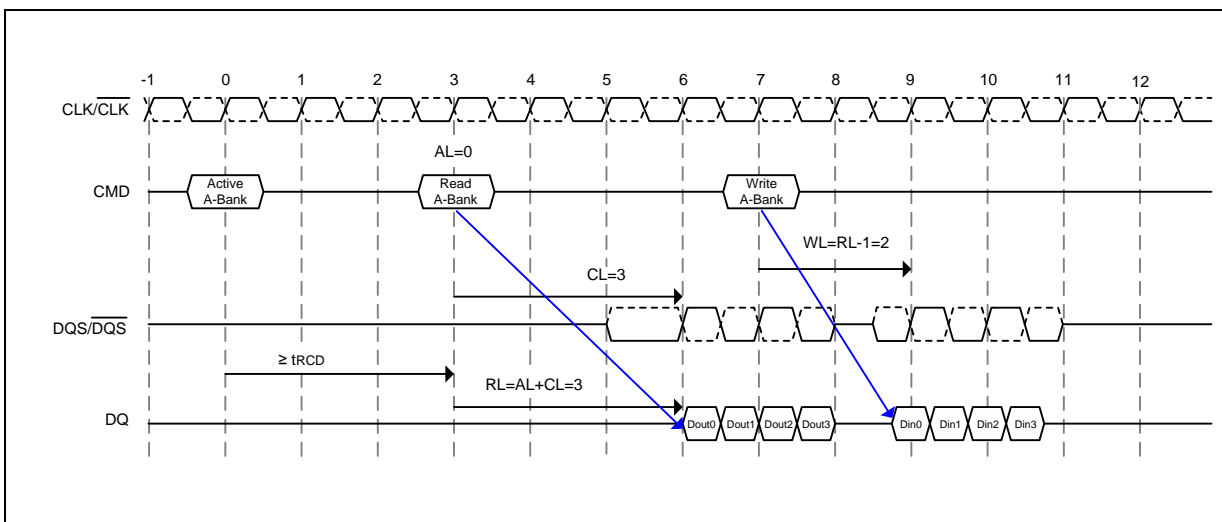 -1 0 1 2 3 4 5 6 7 8 9 10 11 12
CLK/C̅L̅K̅
AL=0
CMD
Active
A-Bank
Read
A-Bank
Write
A-Bank
WL=RL-1=2
CL=3
DQS/D̅Q̅S̅
≥ tRCD
RL=AL+CL=3
DQ
Dout0 Dout1 Dout2 Dout3 Din0 Din1 Din2 Din3